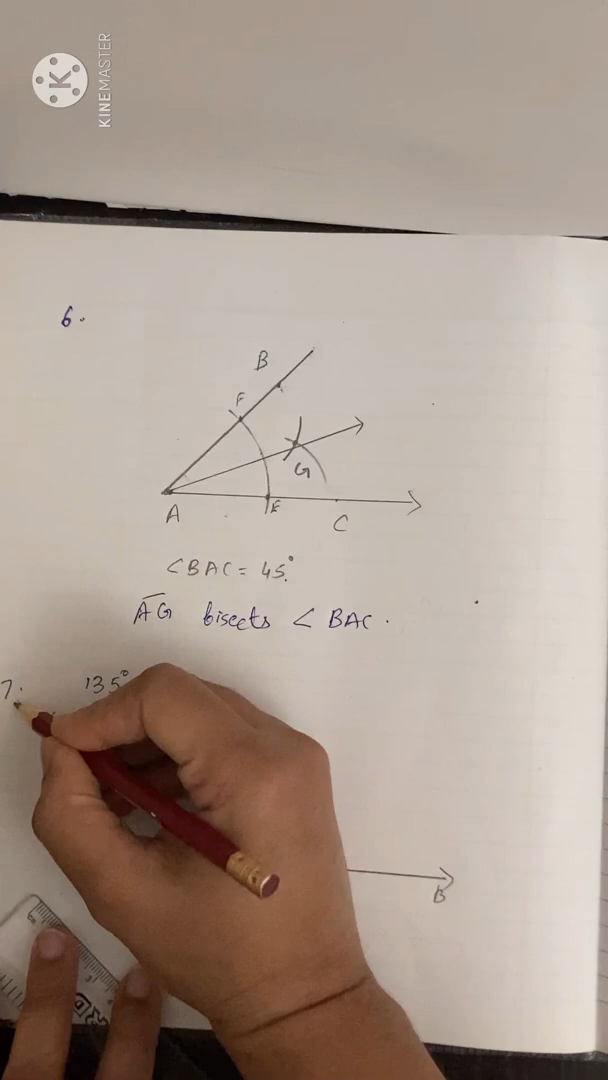 KINEMASTER
6.
B
F
G
A
E
C
∠BAC = 45°
AG bisects ∠BAC.
7. 135°
B